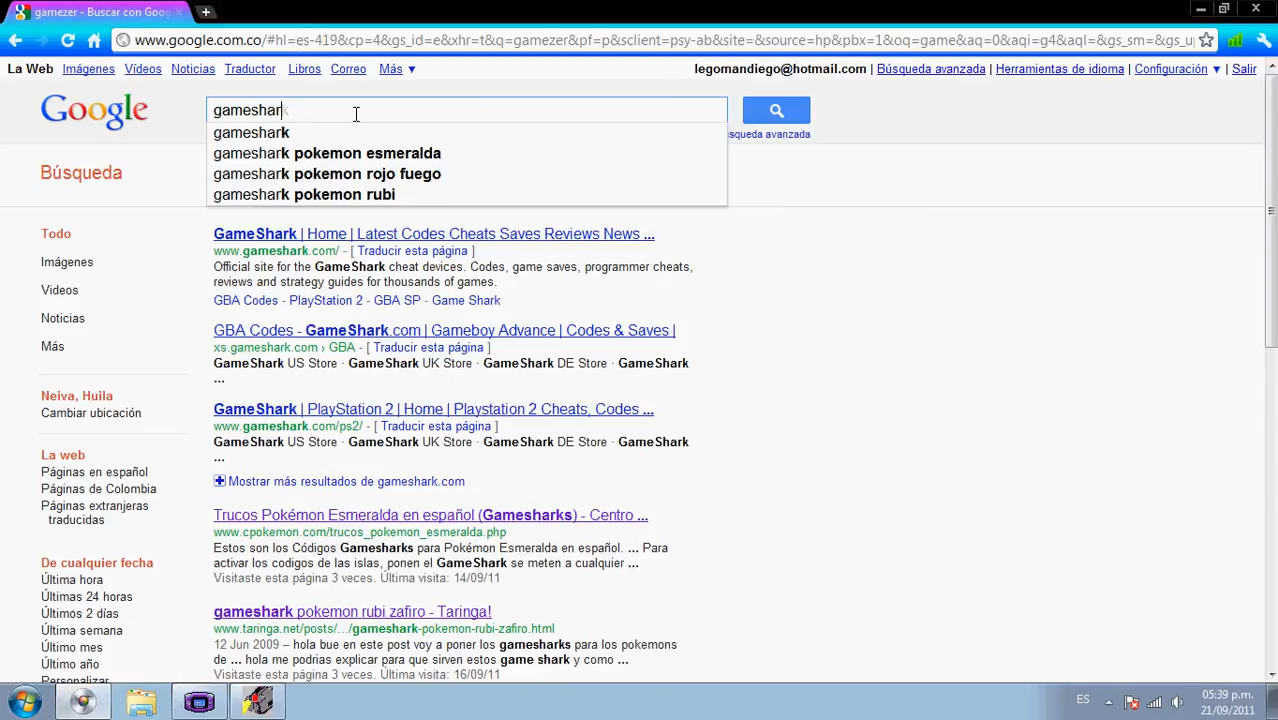 gamezer - Buscar con Goog
www.google.com.co/#hl=es-419&cp=4&gs_id=e&xhr=t&q=gamezer&pf=p&sclient=psy-ab&site=&source=hp&pbx=1&oq=game&aq=0&aqi=g4&aql=&gs_sm=&gs_u
La Web Imágenes Vídeos Noticias Traductor Libros Correo Más ▼
legomandiego@hotmail.com | Búsqueda avanzada | Herramientas de idioma | Configuración ▼ | Salir
Google
gameshark
úsqueda avanzada
gameshark
gameshark pokemon esmeralda
gameshark pokemon rojo fuego
gameshark pokemon rubi
Búsqueda
Todo
Imágenes
Videos
Noticias
Más
Neiva, Huila
Cambiar ubicación
La web
Páginas en español
Páginas de Colombia
Páginas extranjeras
traducidas
De cualquier fecha
Última hora
Últimas 24 horas
Últimos 2 días
Última semana
Último mes
Último año
Personalizar
GameShark | Home | Latest Codes Cheats Saves Reviews News ...
www.gameshark.com/ - [ Traducir esta página ]
Official site for the GameShark cheat devices. Codes, game saves, programmer cheats,
reviews and strategy guides for thousands of games.
GBA Codes - PlayStation 2 - GBA SP - Game Shark
GBA Codes - GameShark.com | Gameboy Advance | Codes & Saves |
xs.gameshark.com › GBA - [ Traducir esta página ]
GameShark US Store · GameShark UK Store · GameShark DE Store · GameShark
...
GameShark | PlayStation 2 | Home | Playstation 2 Cheats, Codes ...
www.gameshark.com/ps2/ - [ Traducir esta página ]
GameShark US Store · GameShark UK Store · GameShark DE Store · GameShark
...
Mostrar más resultados de gameshark.com
Trucos Pokémon Esmeralda en español (Gamesharks) - Centro ...
www.cpokemon.com/trucos_pokemon_esmeralda.php
Estos son los Códigos Gamesharks para Pokémon Esmeralda en español. ... Para
activar los codigos de las islas, ponen el GameShark se meten a cualquier ...
Visitaste esta página 3 veces. Última visita: 14/09/11
gameshark pokemon rubi zafiro - Taringa!
www.taringa.net/posts/.../gameshark-pokemon-rubi-zafiro.html
12 Jun 2009 – hola bue en este post voy a poner los gamesharks para los pokemons
de ... hola me podrias explicar para que sirven estos game shark y como ...
Visitaste esta página 3 veces. Última visita: 16/09/11
ES
05:39 p.m.
21/09/2011